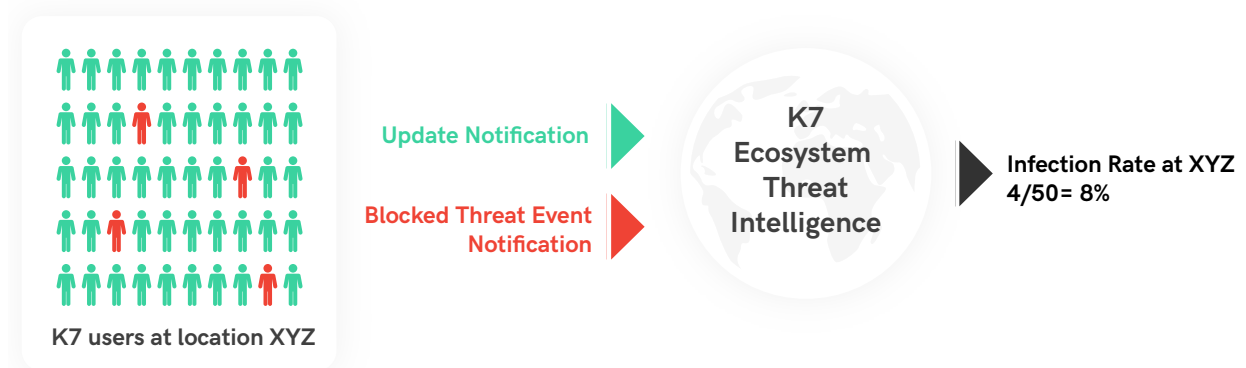 K7 users at location XYZ
Update Notification
Blocked Threat Event
Notification
K7
Ecosystem
Threat
Intelligence
Infection Rate at XYZ
4/50= 8%